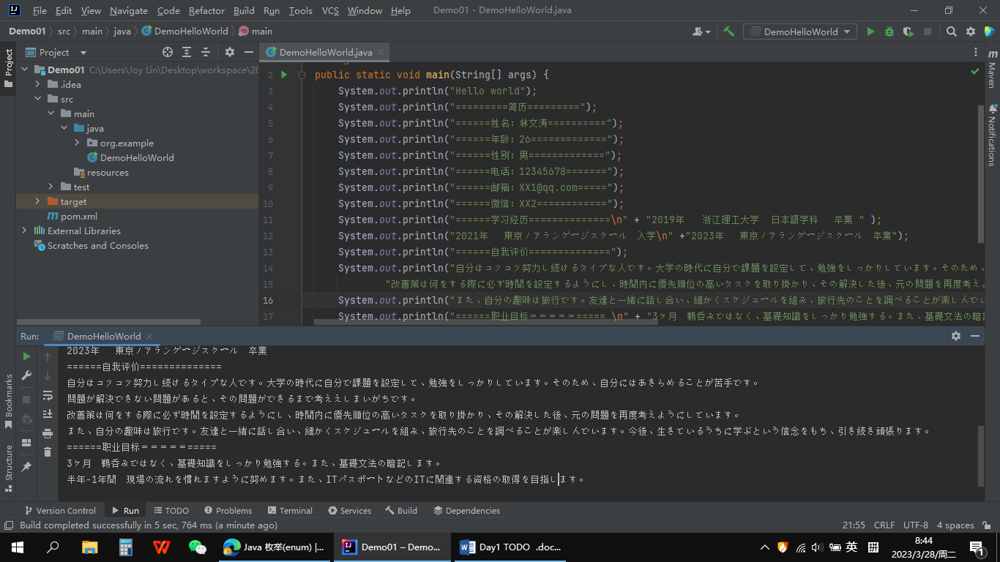 File Edit View Navigate Code Refactor Build Run Tools VCS Window Help Demo01 - DemoHelloWorld.java
Demo01 src main java DemoHelloWorld main DemoHelloWorld
Project
Project
DemoHelloWorld.java
Maven
Notifications
Demo01 C:\Users\Joy Lin\Desktop\workspace\20
.idea
src
main
java
org.example
DemoHelloWorld
resources
test
target
pom.xml
External Libraries
Scratches and Consoles
2 public static void main(String[] args) {
3 System.out.println("Hello world");
4 System.out.println("=========简历=========");
5 System.out.println("======姓名：林文涛==========");
6 System.out.println("======年龄：26=============");
7 System.out.println("======性别：男=============");
8 System.out.println("======电话：12345678=======");
9 System.out.println("======邮箱：XX1@qq.com=====");
10 System.out.println("======微信：XX2============");
11 System.out.println("======学习经历==============\n" + "2019年 浙江理工大学 日本語学科 卒業 " );
12 System.out.println("2021年 東京ノアランゲージスクール 入学\n" +"2023年 東京ノアランゲージスクール 卒業");
13 System.out.println("======自我评价==============");
14 System.out.println("自分はコツコツ努力し続けるタイプな人です。大学の時代に自分で課題を設定して、勉強をしっかりしています。そのため、
15 "改善策は何をする際に必ず時間を設定するようにし、時間内に優先順位の高いタスクを取り掛かり、その解決した後、元の問題を再度考えよ
16 System.out.println("また、自分の趣味は旅行です。友達と一緒に話し合い、細かくスケジュールを組み、旅行先のことを調べることが楽しんでい
17 System.out.println("======职业目标＝＝＝＝＝===== \n" + "3ヶ月 鵜呑みではなく、基礎知識をしっかり勉強する。また、基礎文法の暗記
Run: DemoHelloWorld
2023年 東京ノアランゲージスクール 卒業
======自我评价==============
自分はコツコツ努力し続けるタイプな人です。大学の時代に自分で課題を設定して、勉強をしっかりしています。そのため、自分にはあきらめることが苦手です。
問題が解決できない問題があると、その問題ができるまで考ええしまいがちです。
改善策は何をする際に必ず時間を設定するようにし、時間内に優先順位の高いタスクを取り掛かり、その解決した後、元の問題を再度考えようにしています。
また、自分の趣味は旅行です。友達と一緒に話し合い、細かくスケジュールを組み、旅行先のことを調べることが楽しんでいます。今後、生きているうちに学ぶという信念をもち、引き続き頑張ります。
======职业目标＝＝＝＝＝=====
3ヶ月 鵜呑みではなく、基礎知識をしっかり勉強する。また、基礎文法の暗記します。
半年-1年間 現場の流れを慣れますように努めます。また、ITパスポートなどのITに関連する資格の取得を目指します。
Bookmarks
Structure
Version Control Run TODO Problems Terminal Services Build Dependencies
Build completed successfully in 5 sec, 764 ms (a minute ago) 21:55 CRLF UTF-8 4 spaces
Java 枚举(enum) |... Demo01 – Demo... Day1 TODO .doc... 英 拼 8:44
2023/3/28/周二 1